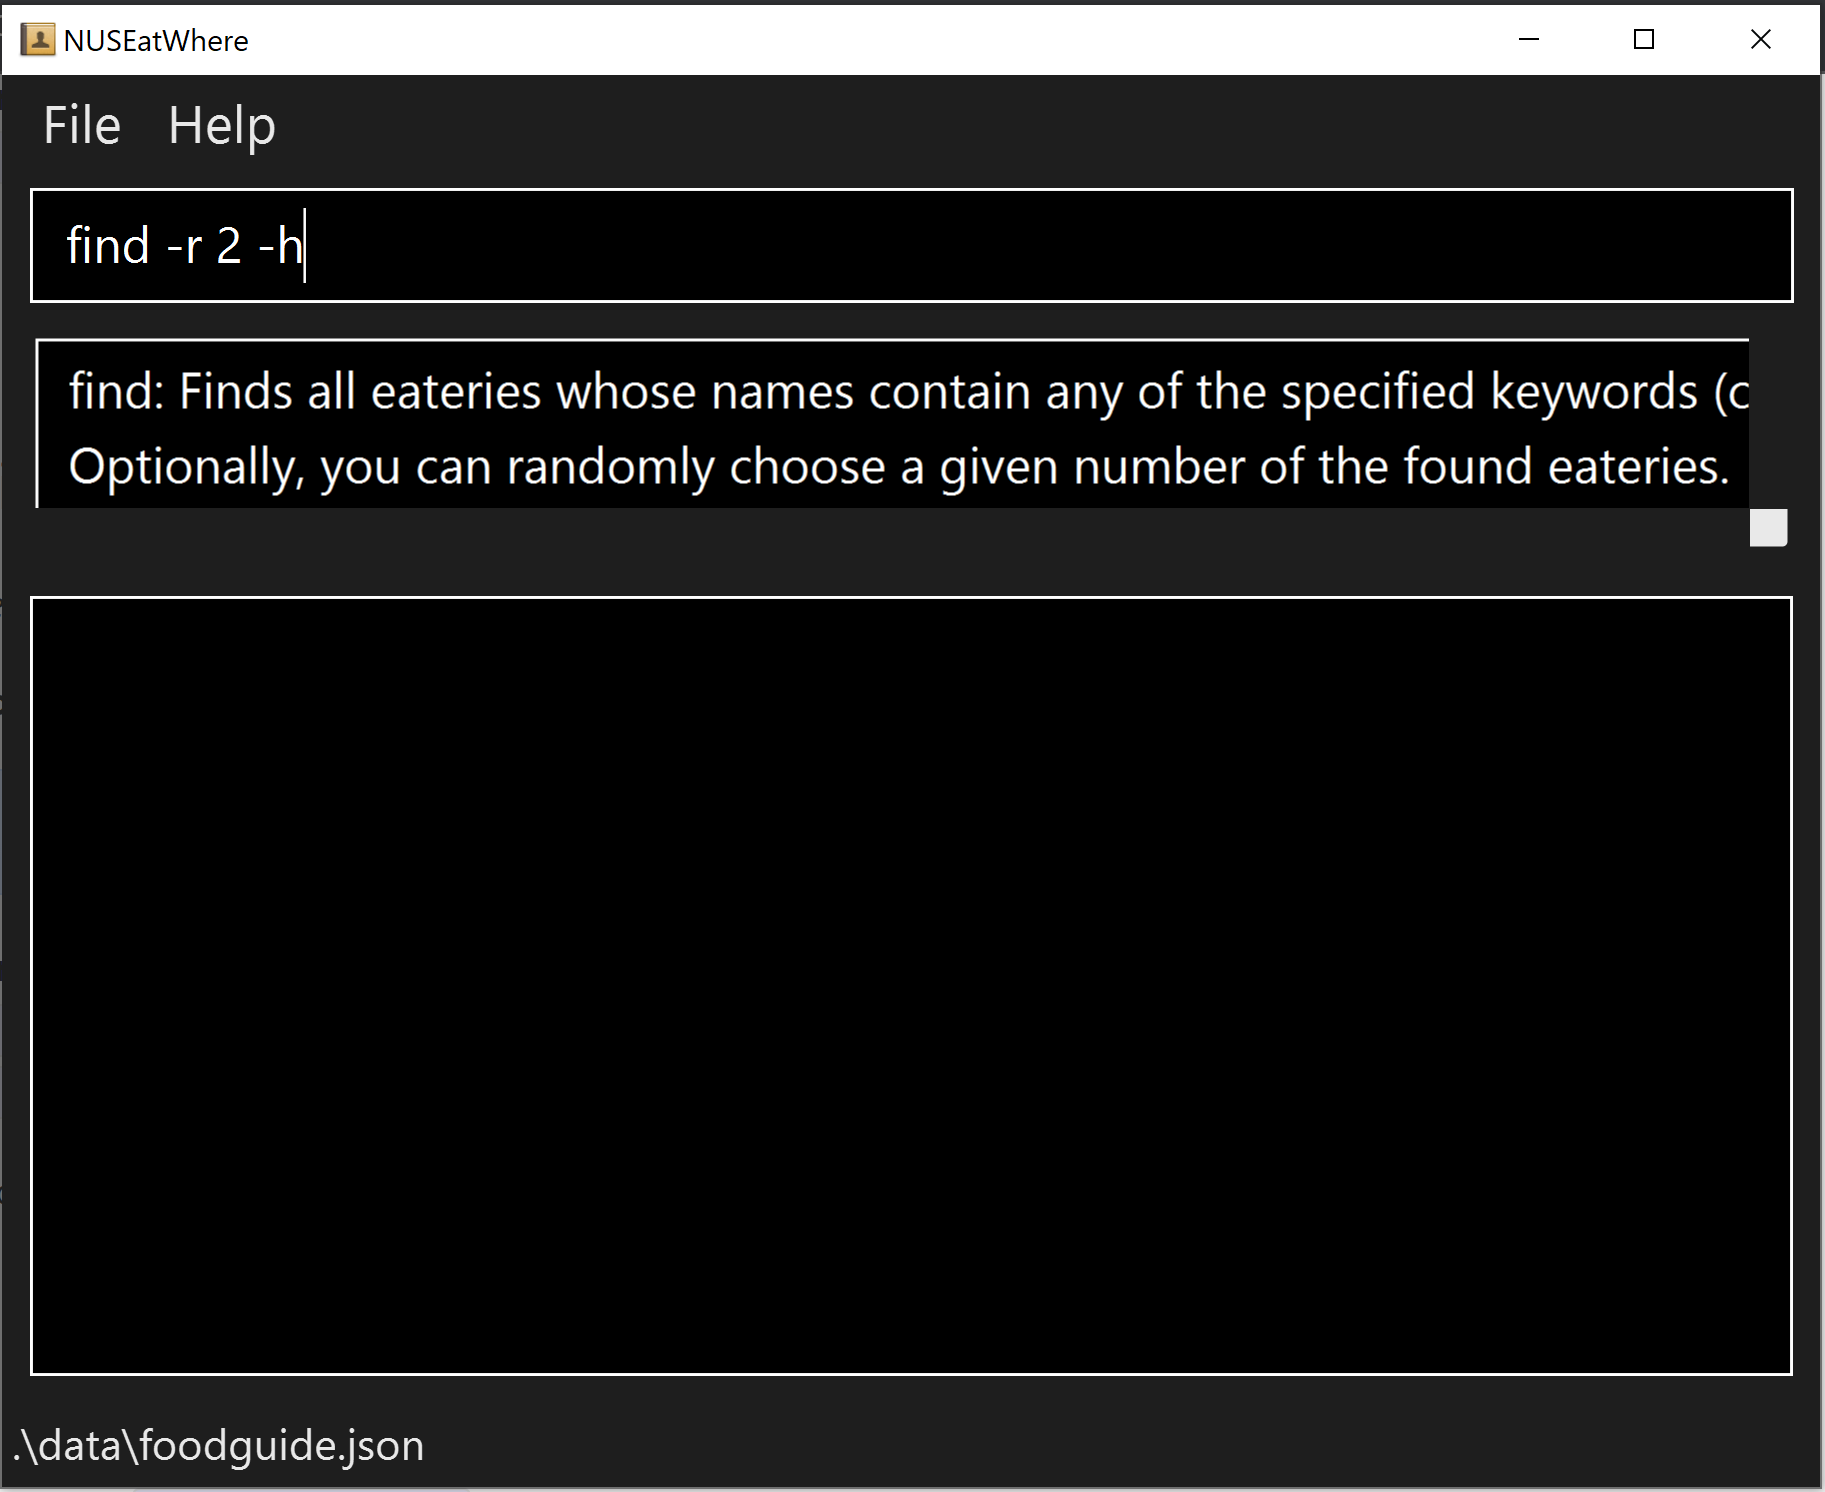 NUSEatWhere
File Help
find -r 2 -h
find: Finds all eateries whose names contain any of the specified keywords (c
Optionally, you can randomly choose a given number of the found eateries.
.\data\foodguide.json